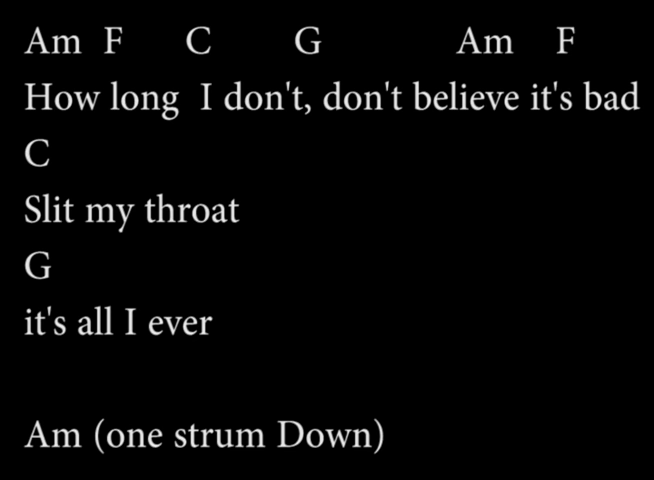 Am F C G Am F
How long I don't, don't believe it's bad
C
Slit my throat
G
it's all I ever
Am (one strum Down)